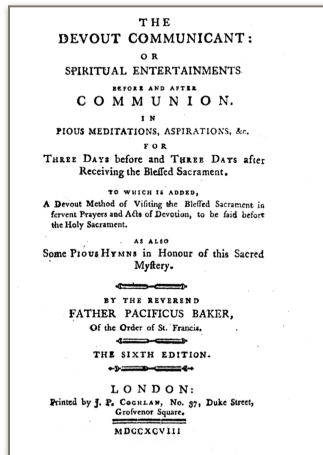 THE
DEVOUT COMMUNICANT:
OR
SPIRITUAL ENTERTAINMENTS
BEFORE AND AFTER
COMMUNION.
IN
PIOUS MEDITATIONS, ASPIRATIONS, &c.
FOR
THREE DAYS before and THREE DAYS after
Receiving the Bleſſed Sacrament.
TO WHICH IS ADDED,
A Devout Method of Viſiting the Bleſſed Sacrament in
fervent Prayers and Acts of Devotion, to be ſaid before
the Holy Sacrament.
AS ALSO
Some PIOUS HYMNS in Honour of this Sacred
Myſtery.
BY THE REVEREND
FATHER PACIFICUS BAKER,
Of the Order of St. Francis.
THE SIXTH EDITION.
LONDON:
Printed by J. P. COGHLAN, No. 37, Duke Street,
Groſvenor Square.
MDCCXCVIII